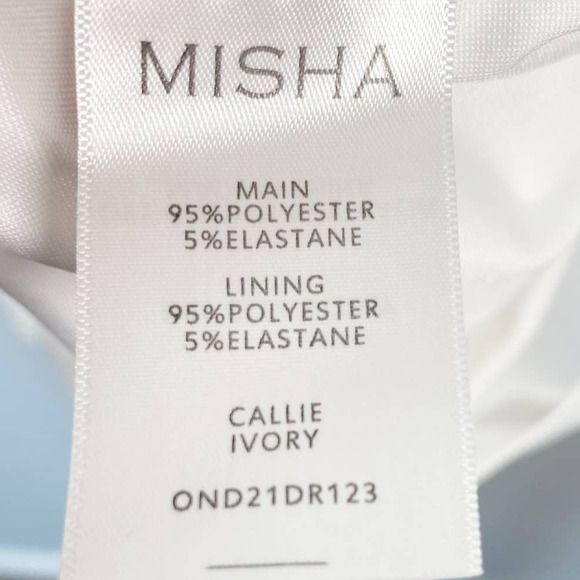 MISHA
MAIN
95%POLYESTER
5%ELASTANE
LINING
95%POLYESTER
5%ELASTANE
CALLIE
IVORY
OND21DR123